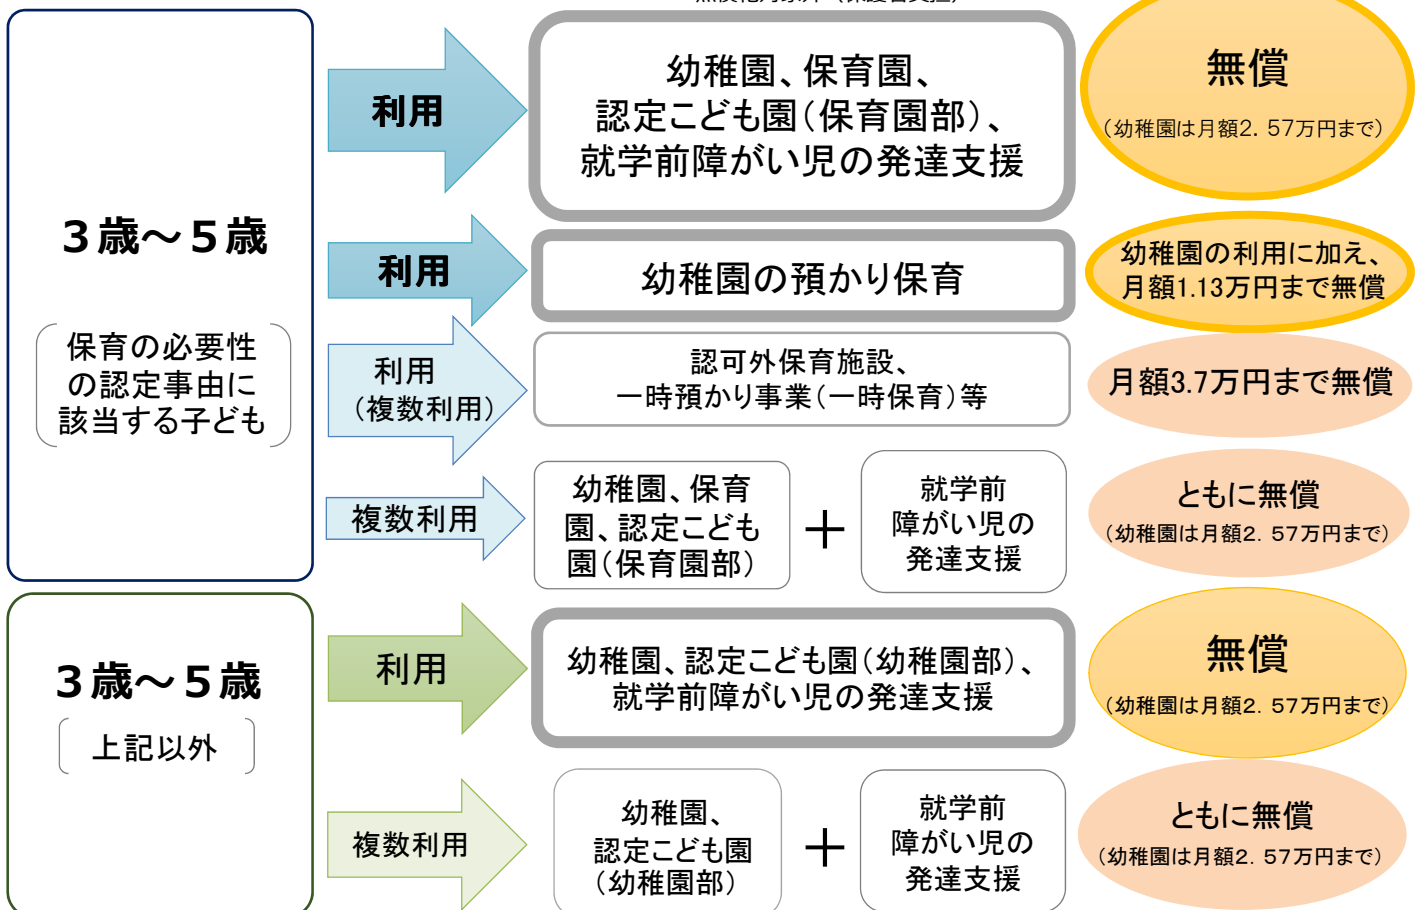 ３歳～５歳
保育の必要性
の認定事由に
該当する子ども
利用
幼稚園、保育園、
認定こども園（保育園部）、
就学前障がい児の発達支援
無償
（幼稚園は月額2．57万円まで）
利用
幼稚園の預かり保育
幼稚園の利用に加え、
月額1.13万円まで無償
利用
（複数利用）
認可外保育施設、
一時預かり事業（一時保育）等
月額3.7万円まで無償
複数利用
幼稚園、保育
園、認定こども
園（保育園部）
＋
就学前
障がい児の
発達支援
ともに無償
（幼稚園は月額2．57万円まで）
３歳～５歳
上記以外
利用
幼稚園、認定こども園（幼稚園部）、
就学前障がい児の発達支援
無償
（幼稚園は月額2．57万円まで）
複数利用
幼稚園、
認定こども園
（幼稚園部）
＋
就学前
障がい児の
発達支援
ともに無償
（幼稚園は月額2．57万円まで）